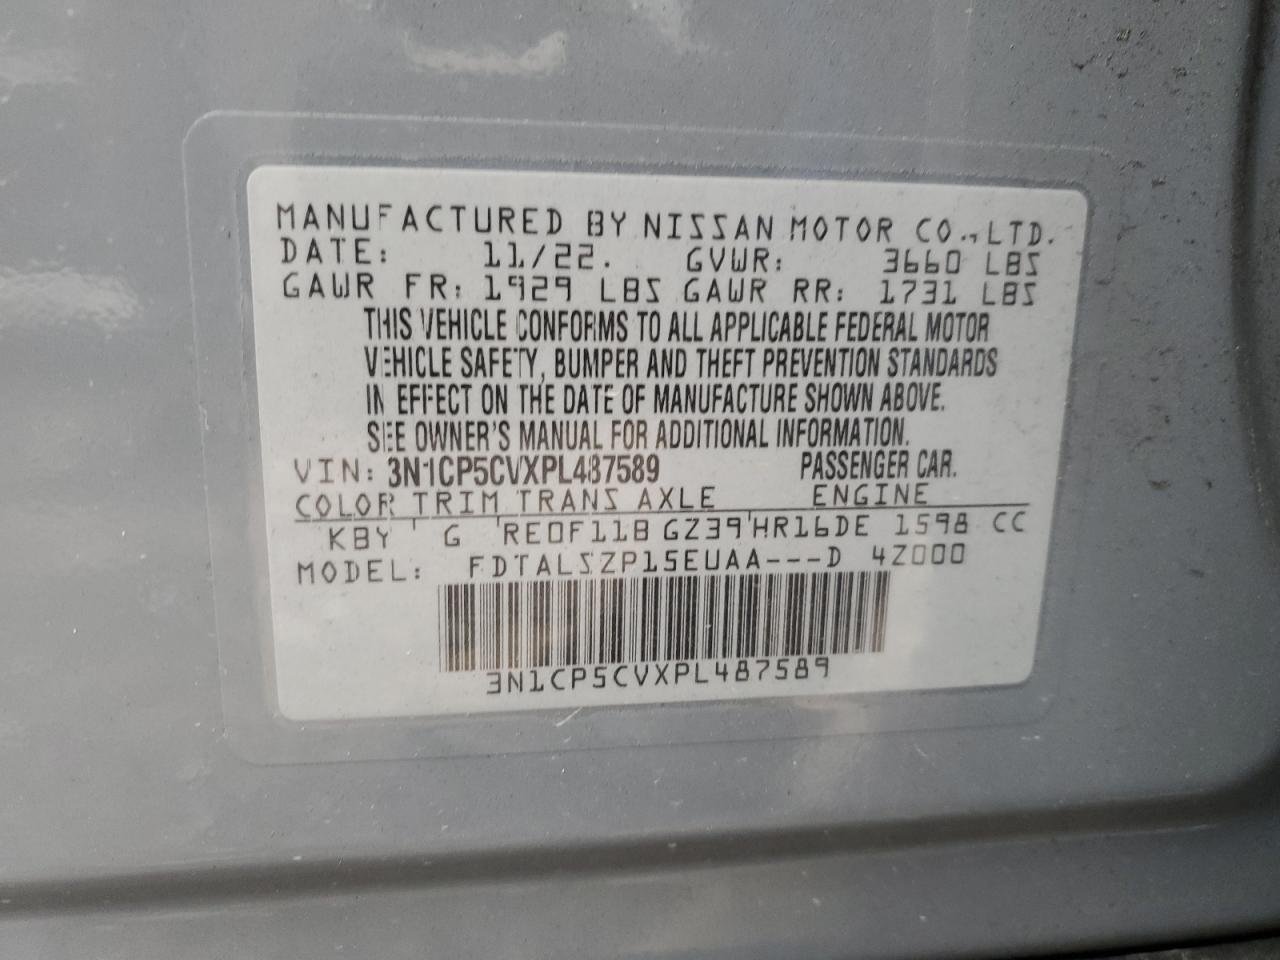 MANUFACTURED BY NISSAN MOTOR CO.,LTD.
DATE: 11/22. GVWR: 3660 LBS
GAWR FR: 1929 LBS GAWR RR: 1731 LBS
THIS VEHICLE CONFORMS TO ALL APPLICABLE FEDERAL MOTOR
VEHICLE SAFETY, BUMPER AND THEFT PREVENTION STANDARDS
IN EFFECT ON THE DATE OF MANUFACTURE SHOWN ABOVE.
SEE OWNER'S MANUAL FOR ADDITIONAL INFORMATION.
VIN: 3N1CP5CVXPL487589 PASSENGER CAR.
COLOR TRIM TRANS AXLE ENGINE
KBY G RE0F11B GZ39 HR16DE 1598 CC
MODEL: FDTALSZP15EUAA---D 4Z000
3N1CP5CVXPL487589